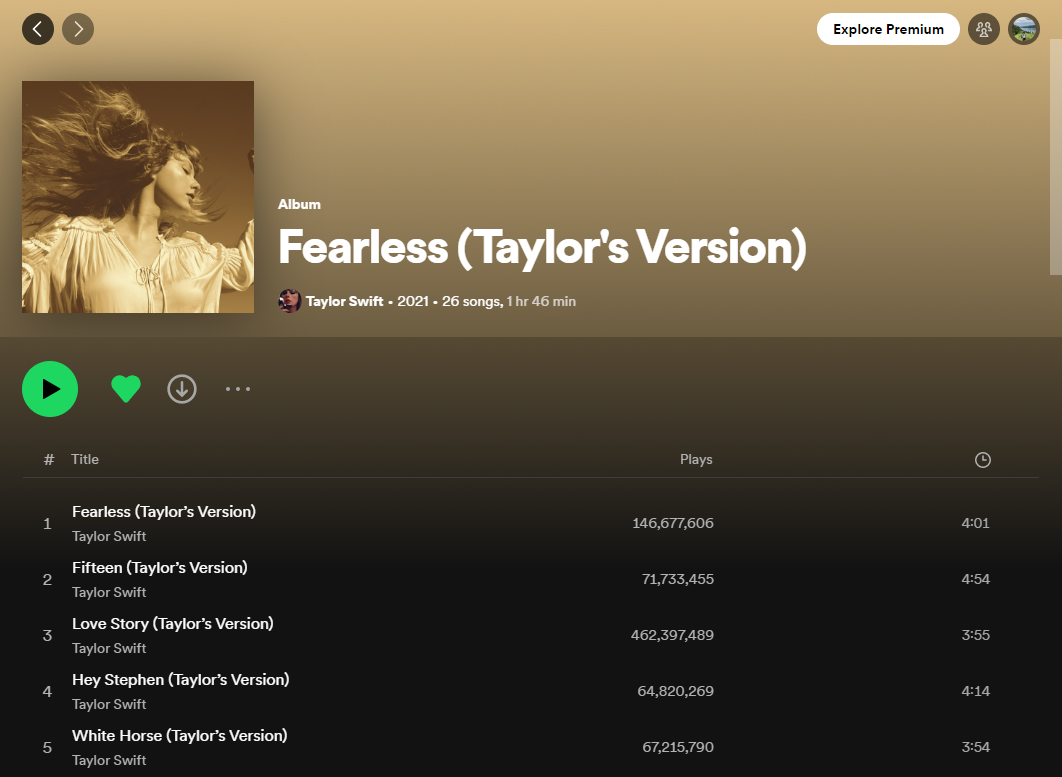 Explore Premium
Album
Fearless (Taylor's Version)
Taylor Swift • 2021 • 26 songs, 1 hr 46 min
# Title Plays
1 Fearless (Taylor’s Version) 146,677,606 4:01
Taylor Swift
2 Fifteen (Taylor’s Version) 71,733,455 4:54
Taylor Swift
3 Love Story (Taylor’s Version) 462,397,489 3:55
Taylor Swift
4 Hey Stephen (Taylor’s Version) 64,820,269 4:14
Taylor Swift
5 White Horse (Taylor’s Version) 67,215,790 3:54
Taylor Swift